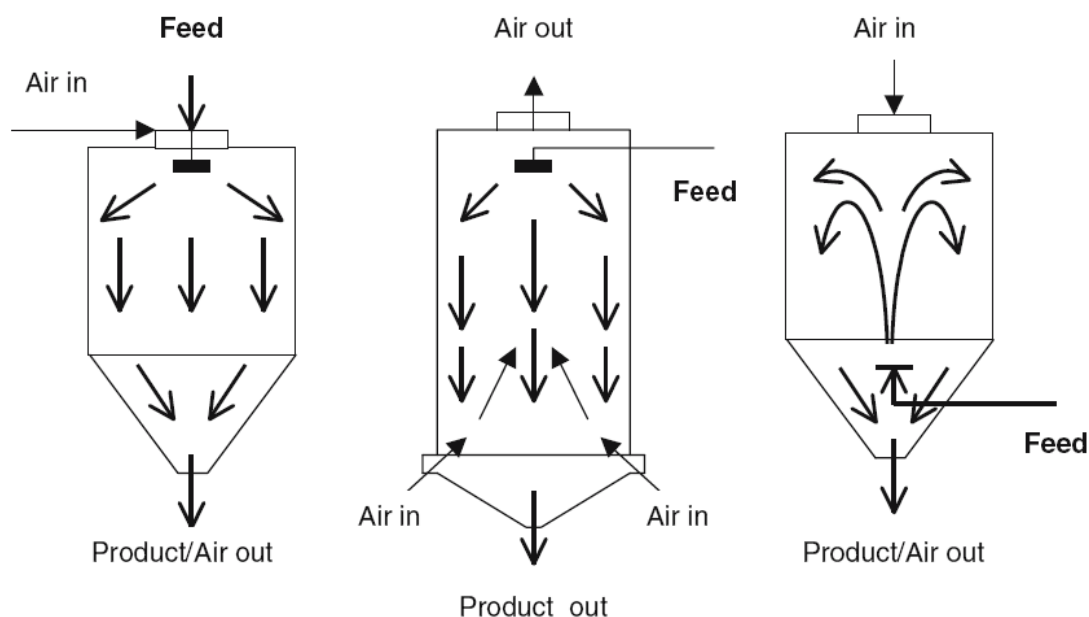 Feed
Air in
Product/Air out
Air out
Feed
Air in
Air in
Product out
Air in
Feed
Product/Air out